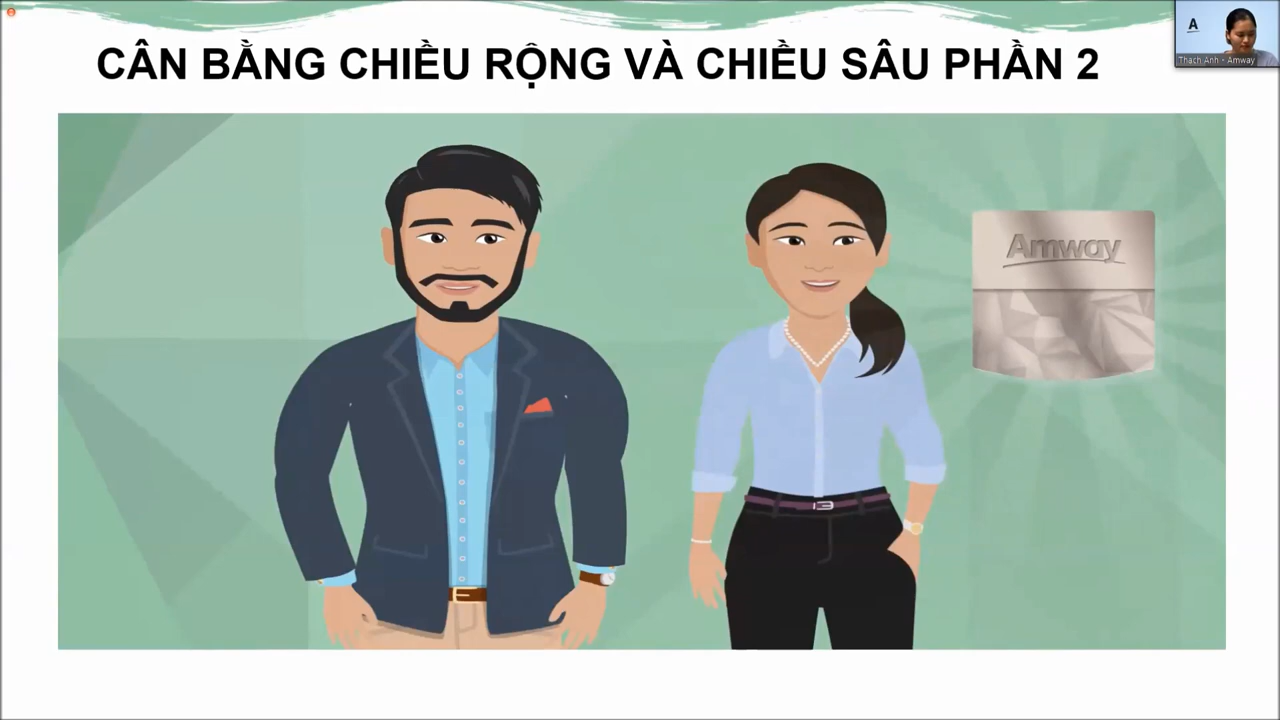 CÂN BẰNG CHIỀU RỘNG VÀ CHIỀU SÂU PHẦN 2
A
Thach Anh - Amway
Amway